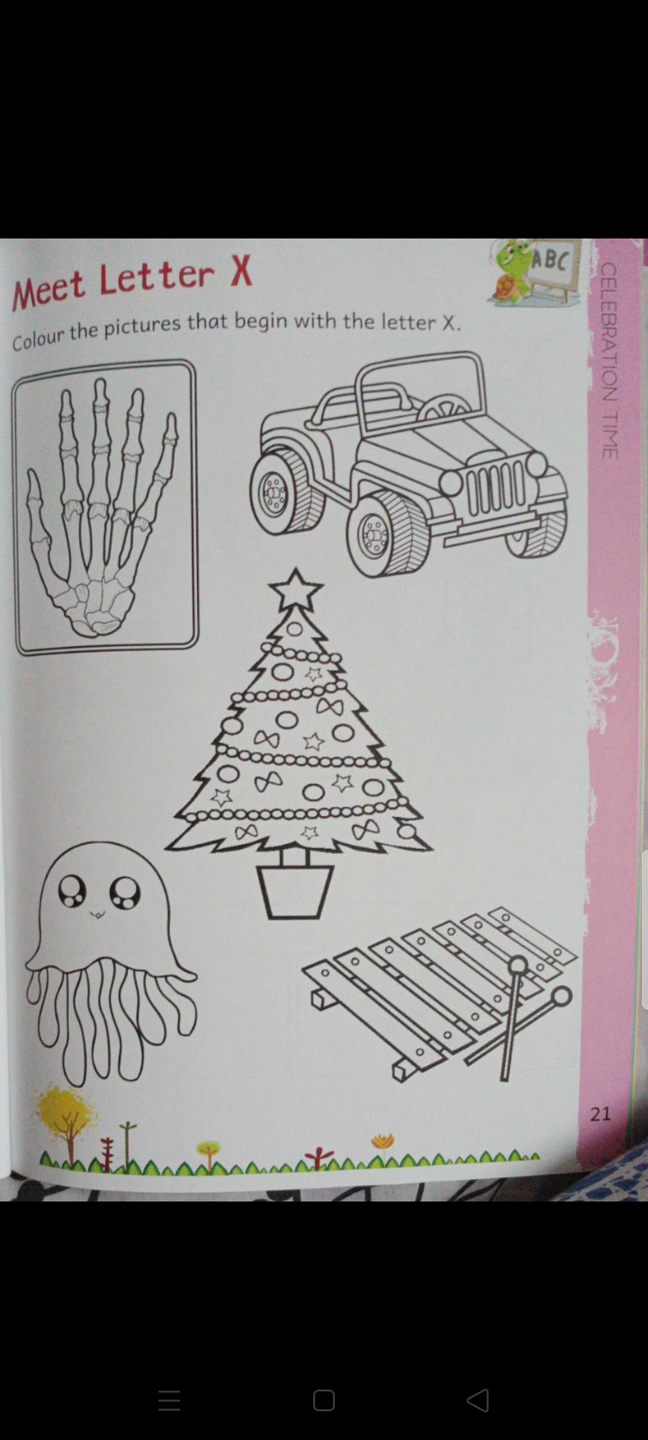 Meet Letter X
ABC
Colour the pictures that begin with the letter X.
CELEBRATION TIME
21